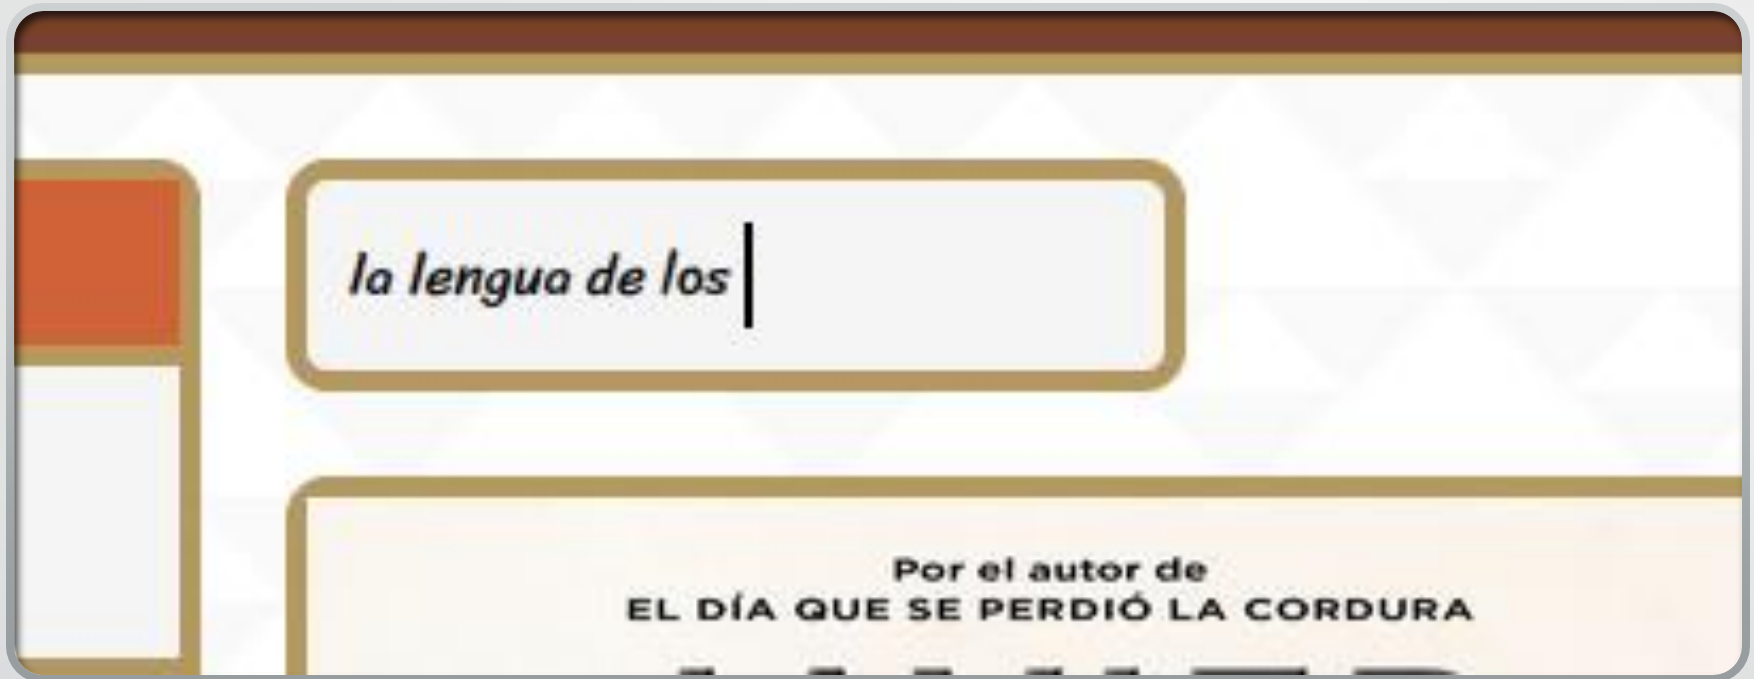 la lengua de los
Por el autor de
EL DÍA QUE SE PERDIÓ LA CORDURA